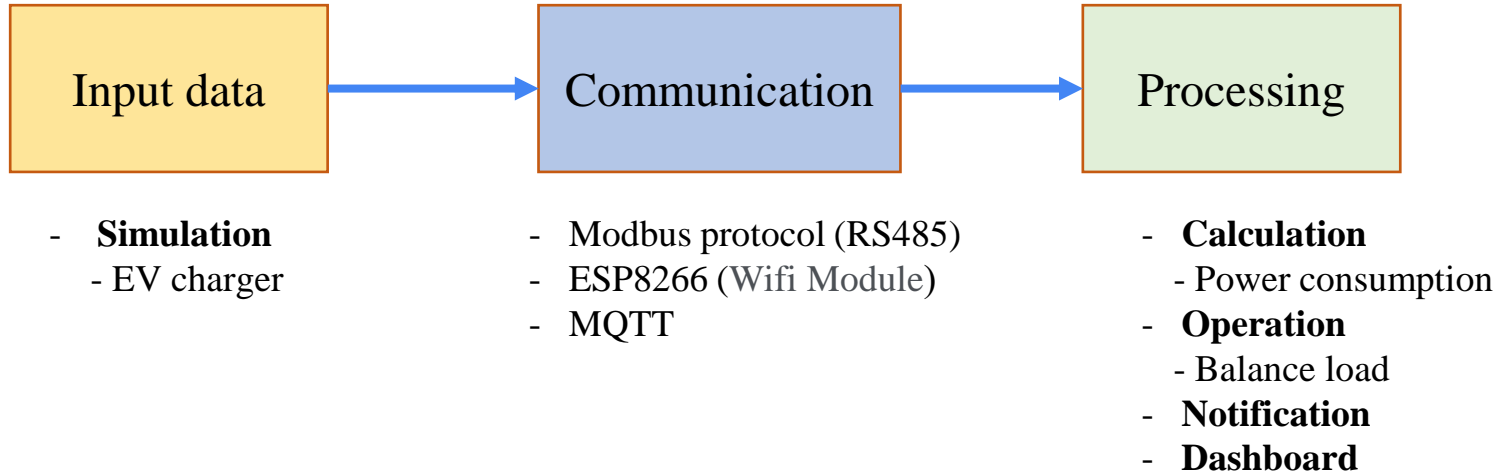 Input data
Communication
Processing
- Simulation
- EV charger
- Modbus protocol (RS485)
- ESP8266 (Wifi Module)
- MQTT
- Calculation
- Power consumption
- Operation
- Balance load
- Notification
- Dashboard